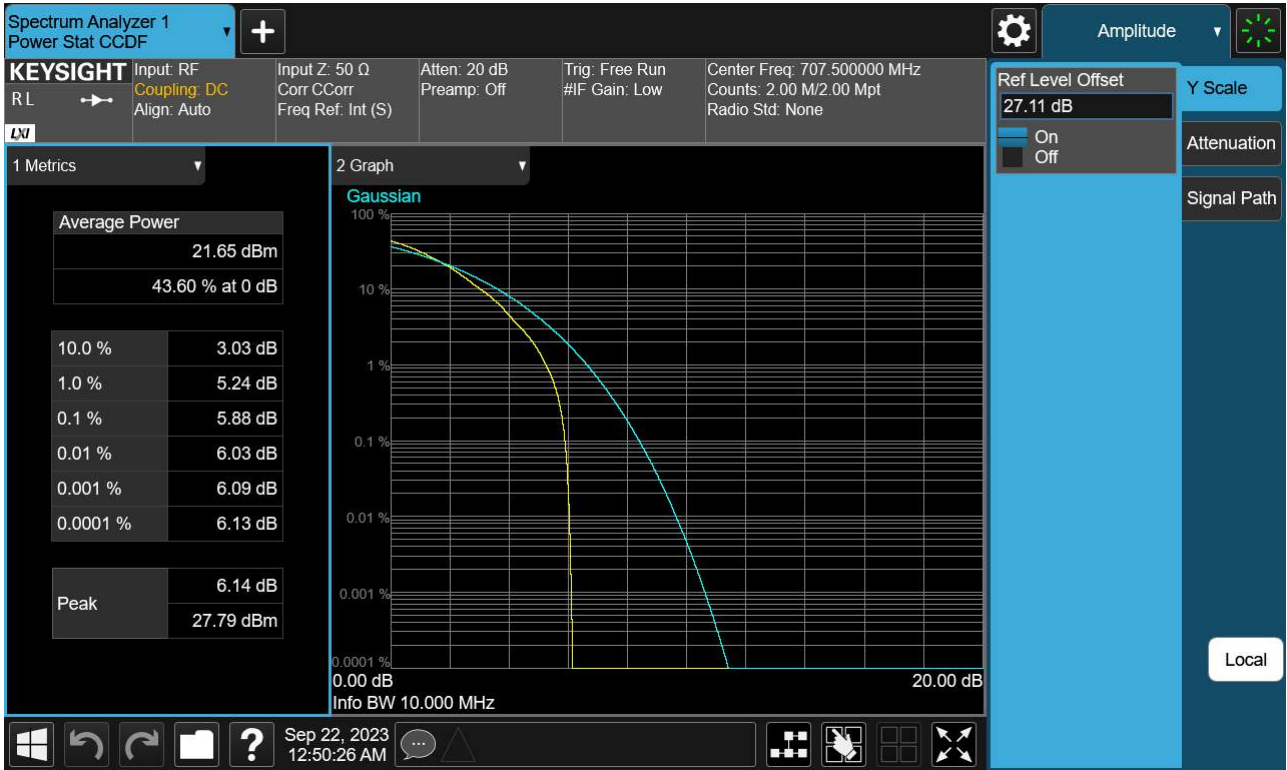 Spectrum Analyzer 1
Power Stat CCDF
Amplitude
KEYSIGHT
R L
LXI
Input: RF
Coupling: DC
Align: Auto
Input Z: 50 Ω
Corr CCorr
Freq Ref: Int (S)
Atten: 20 dB
Preamp: Off
Trig: Free Run
#IF Gain: Low
Center Freq: 707.500000 MHz
Counts: 2.00 M/2.00 Mpt
Radio Std: None
Ref Level Offset
27.11 dB
On
Off
Y Scale
Attenuation
Signal Path
Local
1 Metrics
Average Power
21.65 dBm
43.60 % at 0 dB
10.0 % 3.03 dB
1.0 % 5.24 dB
0.1 % 5.88 dB
0.01 % 6.03 dB
0.001 % 6.09 dB
0.0001 % 6.13 dB
Peak
6.14 dB
27.79 dBm
2 Graph
Gaussian
100 %
10 %
1 %
0.1 %
0.01 %
0.001 %
0.0001 %
0.00 dB 20.00 dB
Info BW 10.000 MHz
?
Sep 22, 2023
12:50:26 AM